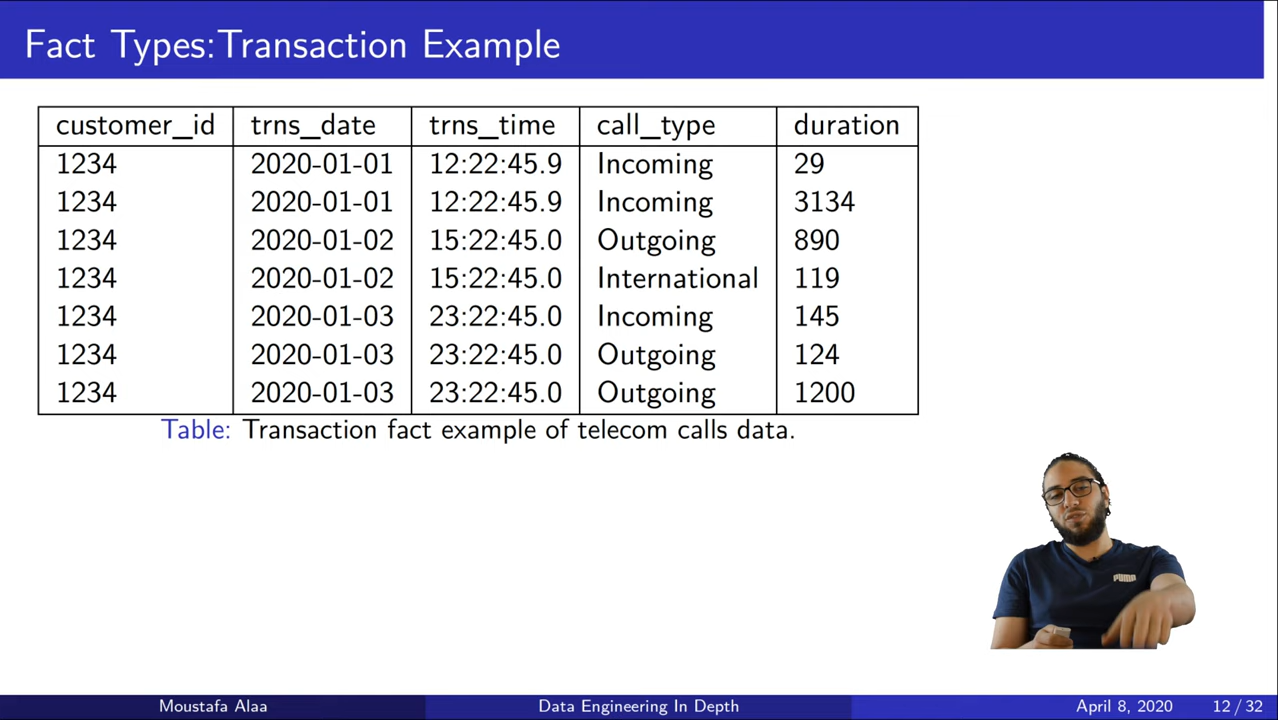 Fact Types:Transaction Example
customer_id trns_date trns_time call_type duration
1234 2020-01-01 12:22:45.9 Incoming 29
1234 2020-01-01 12:22:45.9 Incoming 3134
1234 2020-01-02 15:22:45.0 Outgoing 890
1234 2020-01-02 15:22:45.0 International 119
1234 2020-01-03 23:22:45.0 Incoming 145
1234 2020-01-03 23:22:45.0 Outgoing 124
1234 2020-01-03 23:22:45.0 Outgoing 1200
Table: Transaction fact example of telecom calls data.
PUMA
Moustafa Alaa Data Engineering In Depth April 8, 2020 12 / 32